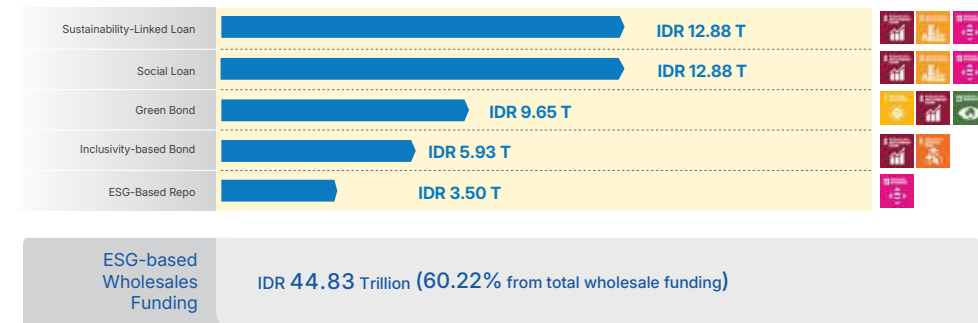 Sustainability-Linked Loan
IDR 12.88 T
Social Loan
IDR 12.88 T
Green Bond
IDR 9.65 T
Inclusivity-based Bond
IDR 5.93 T
ESG-Based Repo
IDR 3.50 T
ESG-based
Wholesales
Funding
IDR 44.83 Trillion (60.22% from total wholesale funding)